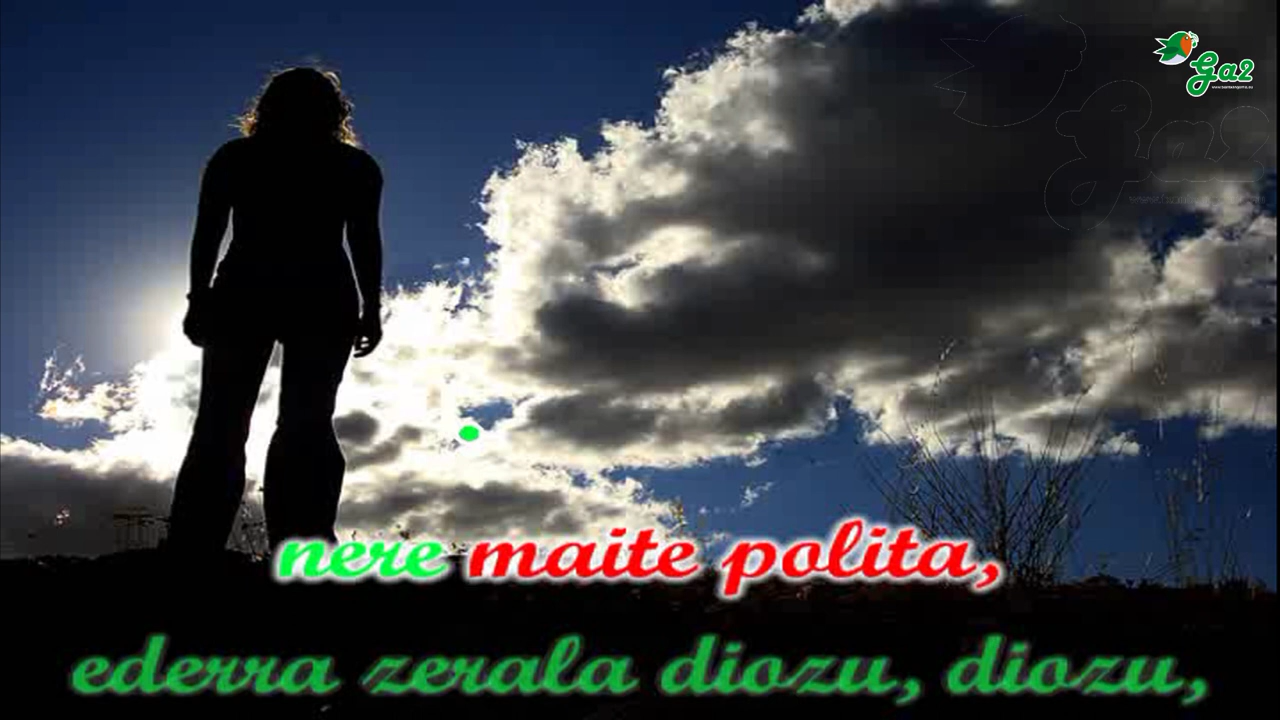 Ga2
nere maite polita,
ederra zerala diozu, diozu,